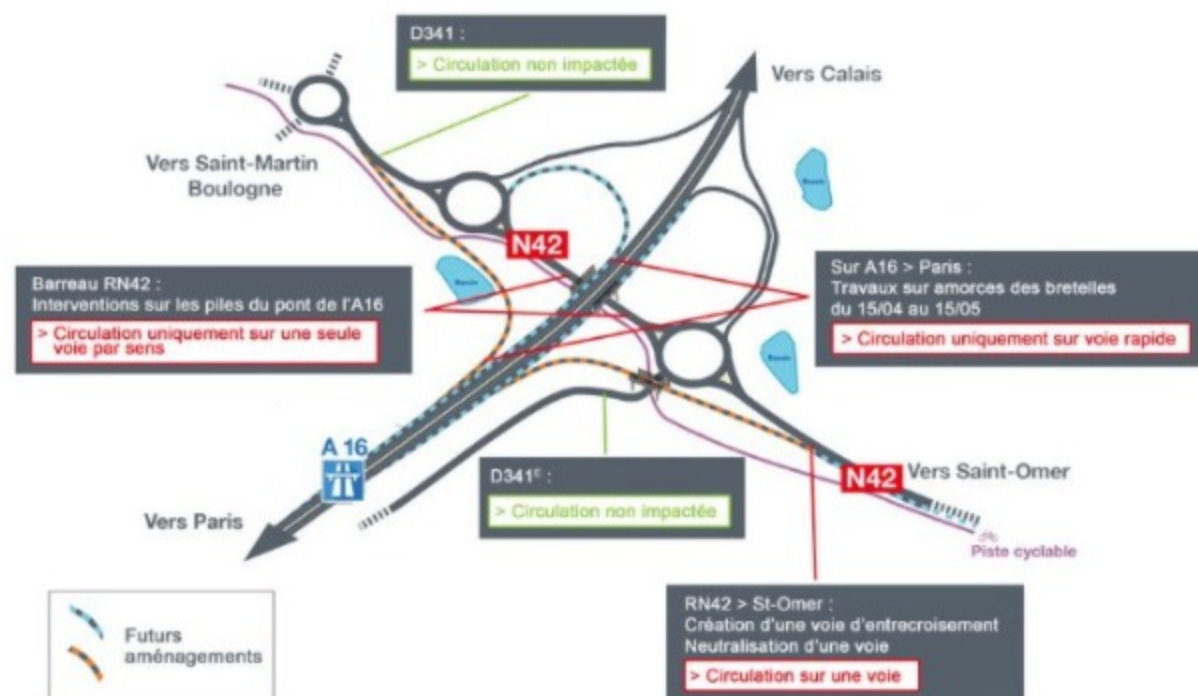 D341 :
> Circulation non impactée
Vers Calais
Vers Saint-Martin
Boulogne
N42
Barreau RN42 :
Interventions sur les piles du pont de l'A16
> Circulation uniquement sur une seule
voie par sens
Bassin
Bassin
Sur A16 > Paris :
Travaux sur amorces des bretelles
du 15/04 au 15/05
> Circulation uniquement sur voie rapide
Bassin
A 16
Vers Paris
D341ᴱ :
> Circulation non impactée
N42
Vers Saint-Omer
Piste cyclable
Futurs
aménagements
RN42 > St-Omer :
Création d'une voie d'entrecroisement
Neutralisation d'une voie
> Circulation sur une voie